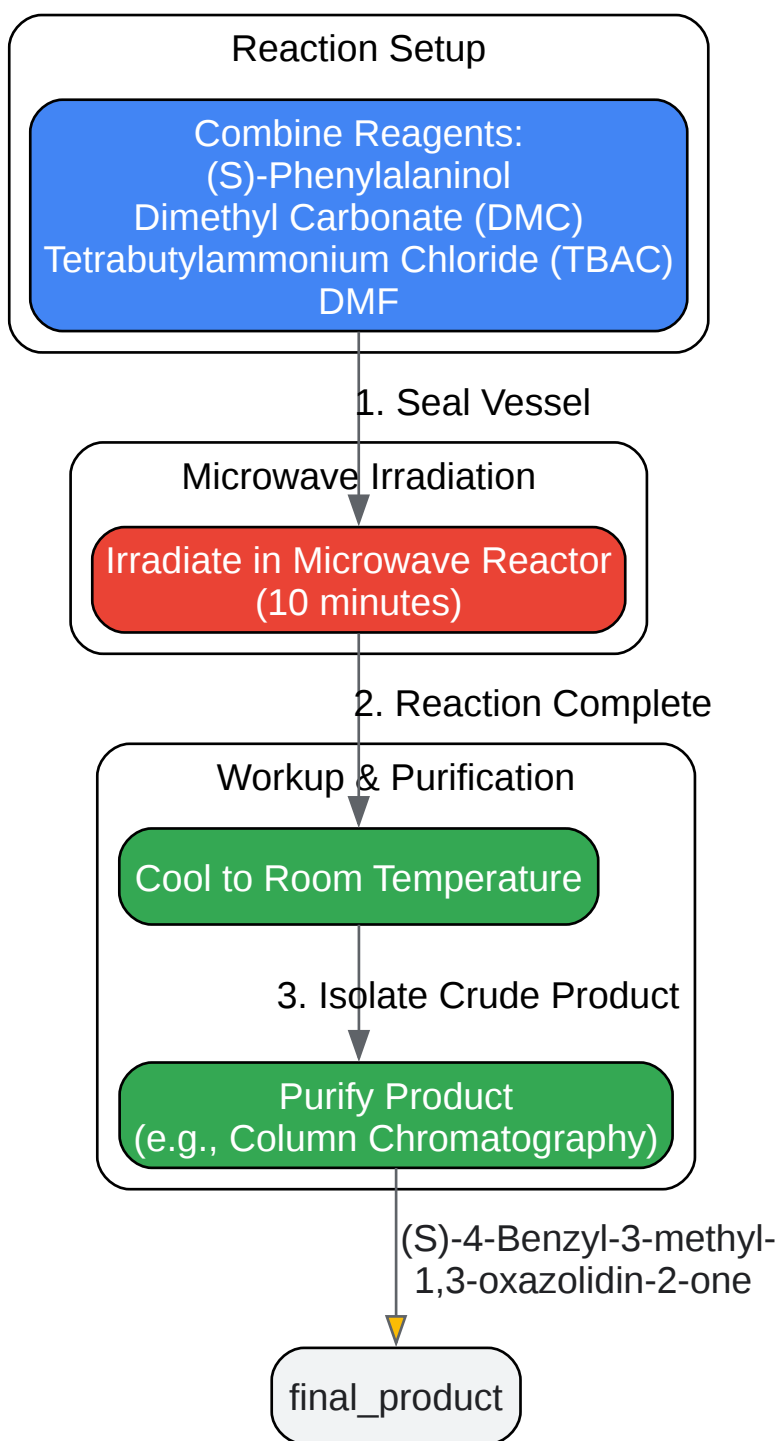 Reaction Setup
Combine Reagents:
(S)-Phenylalaninol
Dimethyl Carbonate (DMC)
Tetrabutylammonium Chloride (TBAC)
DMF
1. Seal Vessel
Microwave Irradiation
Irradiate in Microwave Reactor
(10 minutes)
2. Reaction Complete
Workup & Purification
Cool to Room Temperature
3. Isolate Crude Product
Purify Product
(e.g., Column Chromatography)
(S)-4-Benzyl-3-methyl-
1,3-oxazolidin-2-one
final_product